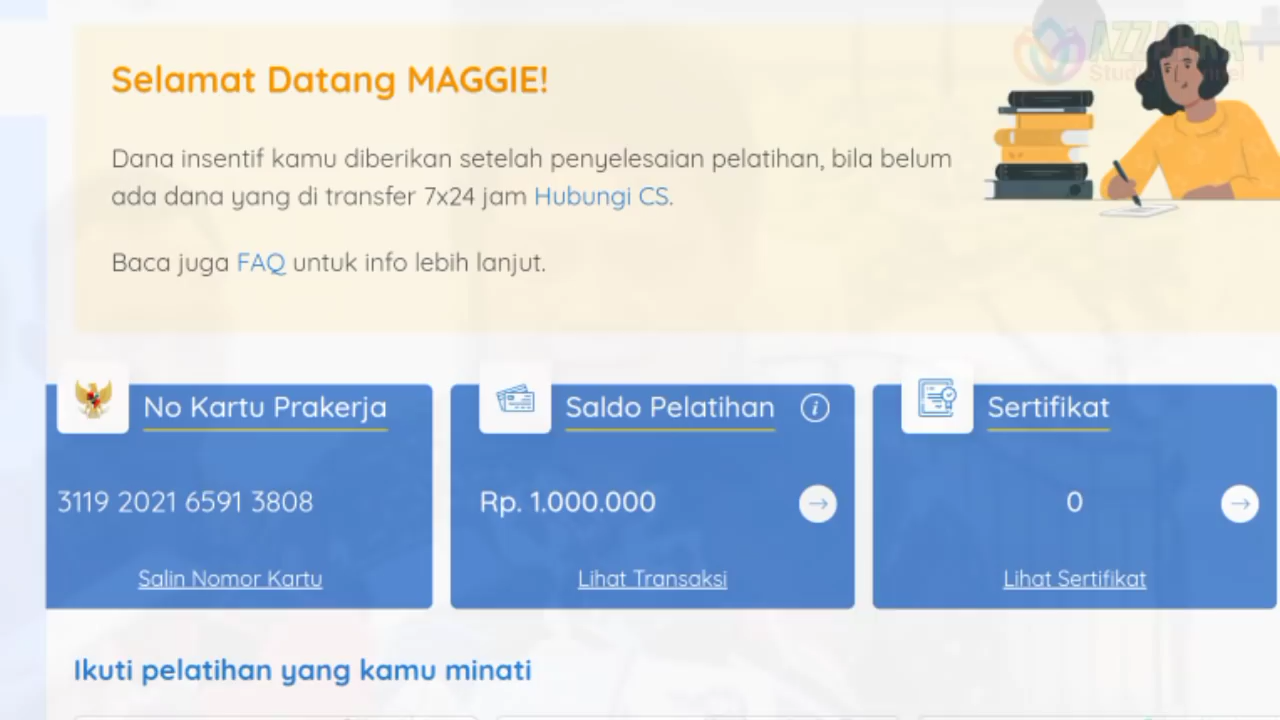 AZZAHRA
Selamat Datang MAGGIE!
Dana insentif kamu diberikan setelah penyelesaian pelatihan, bila belum
ada dana yang di transfer 7x24 jam Hubungi CS.
Baca juga FAQ untuk info lebih lanjut.
No Kartu Prakerja
3119 2021 6591 3808
Salin Nomor Kartu
Saldo Pelatihan
Rp. 1.000.000
Lihat Transaksi
Sertifikat
0
Lihat Sertifikat
Ikuti pelatihan yang kamu minati